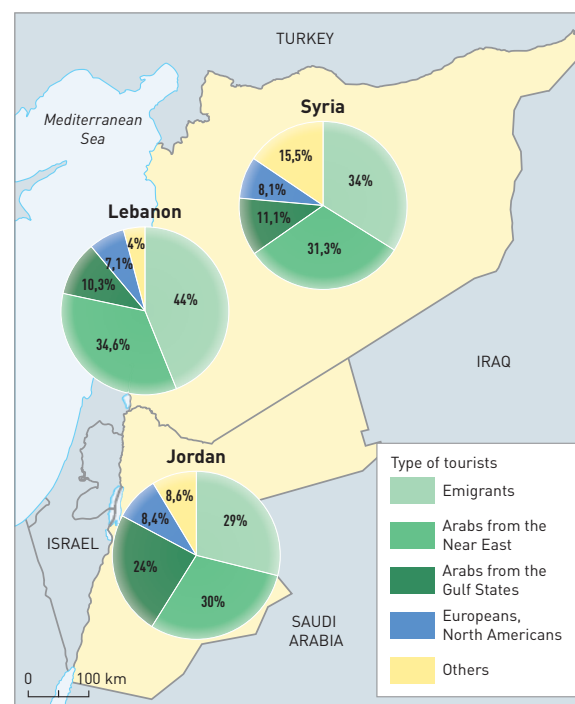 TURKEY
Mediterranean
Sea
Syria
15,5%
34%
8,1%
11,1%
31,3%
Lebanon
4%
7,1%
10,3%
44%
34,6%
IRAQ
Jordan
8,6%
29%
8,4%
24%
30%
ISRAEL
SAUDI
ARABIA
0 100 km
Type of tourists
Emigrants
Arabs from the
Near East
Arabs from the
Gulf States
Europeans,
North Americans
Others